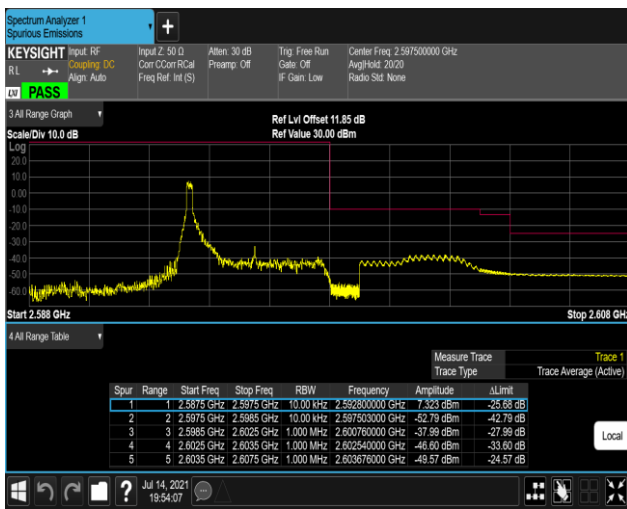 Spectrum Analyzer 1
Spurious Emissions
KEYSIGHT Input: RF Input Z: 50 Ω Atten: 30 dB Trig: Free Run Center Freq: 2.597500000 GHz
RL Coupling: DC Corr CCorr RCal Preamp: Off Gate: Off Avg|Hold: 20/20
Align: Auto Freq Ref: Int (S) IF Gain: Low Radio Std: None
LXI PASS
3 All Range Graph
Ref Lvl Offset 11.85 dB
Scale/Div 10.0 dB Ref Value 30.00 dBm
Log
20.0
10.0
0.00
-10.0
-20.0
-30.0
-40.0
-50.0
-60.0
Start 2.588 GHz Stop 2.608 GHz
4 All Range Table
Measure Trace Trace 1
Trace Type Trace Average (Active)
Spur Range Start Freq Stop Freq RBW Frequency Amplitude ΔLimit
1 1 2.5875 GHz 2.5975 GHz 10.00 kHz 2.592800000 GHz 7.323 dBm -25.68 dB
2 2 2.5975 GHz 2.5985 GHz 10.00 kHz 2.597503000 GHz -52.79 dBm -42.79 dB
3 3 2.5985 GHz 2.6025 GHz 1.000 MHz 2.600760000 GHz -37.99 dBm -27.99 dB
4 4 2.6025 GHz 2.6035 GHz 1.000 MHz 2.602540000 GHz -46.60 dBm -33.60 dB
5 5 2.6035 GHz 2.6075 GHz 1.000 MHz 2.603676000 GHz -49.57 dBm -24.57 dB
Local
Jul 14, 2021
19:54:07